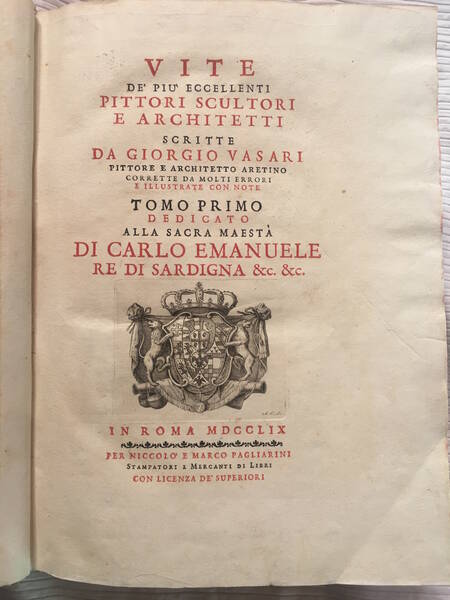 VITE
DE' PIU' ECCELLENTI
PITTORI SCULTORI
E ARCHITETTI
SCRITTE
DA GIORGIO VASARI
PITTORE E ARCHITETTO ARETINO
CORRETTE DA MOLTI ERRORI
E ILLUSTRATE CON NOTE
TOMO PRIMO
DEDICATO
ALLA SACRA MAESTÀ
DI CARLO EMANUELE
RE DI SARDIGNA &c. &c.
IN ROMA MDCCLIX
PER NICCOLO' E MARCO PAGLIARINI
STAMPATORI E MERCANTI DI LIBRI
CON LICENZA DE' SUPERIORI